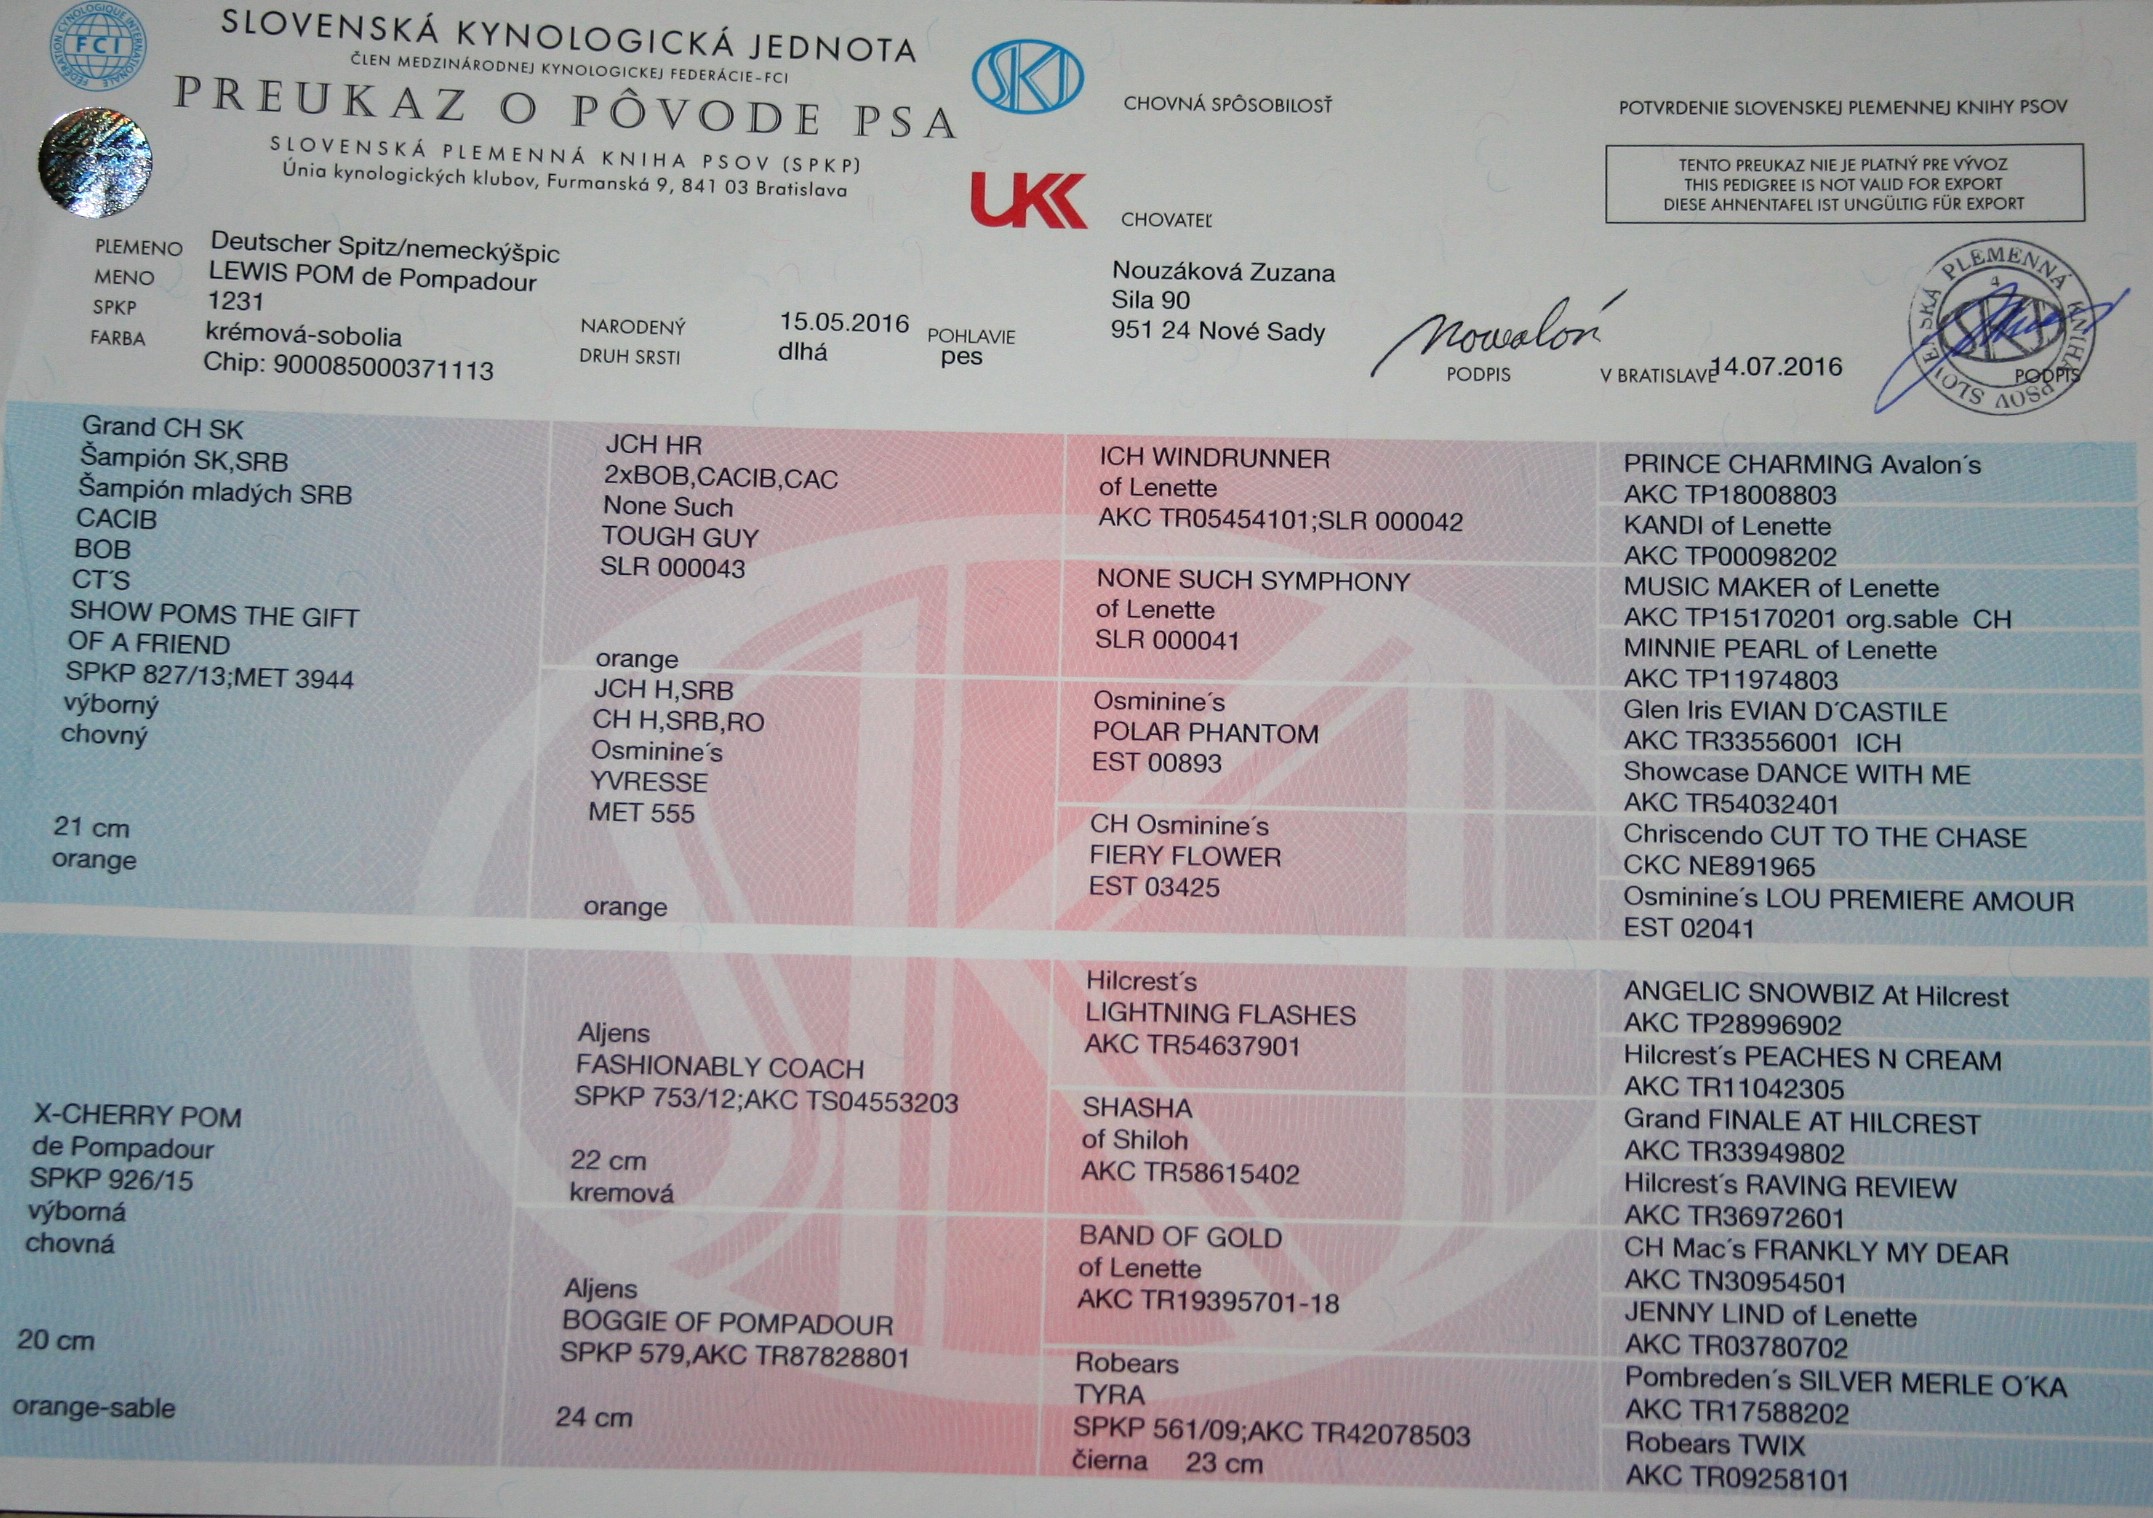 FEDERATION CYNOLOGIQUE INTERNATIONALE
FCI
SLOVENSKÁ KYNOLOGICKÁ JEDNOTA
ČLEN MEDZINÁRODNEJ KYNOLOGICKEJ FEDERÁCIE-FCI
PREUKAZ O PÔVODE PSA
SLOVENSKÁ PLEMENNÁ KNIHA PSOV (SPKP)
Únia kynologických klubov, Furmanská 9, 841 03 Bratislava
SKJ
UKK
CHOVNÁ SPÔSOBILOSŤ
POTVRDENIE SLOVENSKEJ PLEMENNEJ KNIHY PSOV
TENTO PREUKAZ NIE JE PLATNÝ PRE VÝVOZ
THIS PEDIGREE IS NOT VALID FOR EXPORT
DIESE AHNENTAFEL IST UNGÜLTIG FÜR EXPORT
PLEMENO Deutscher Spitz/nemeckýšpic
MENO LEWIS POM de Pompadour
SPKP 1231
FARBA krémová-sobolia
Chip: 900085000371113
NARODENÝ 15.05.2016 POHLAVIE
DRUH SRSTI dlhá pes
CHOVATEĽ
Nouzáková Zuzana
Sila 90
951 24 Nové Sady
PODPIS
V BRATISLAVE 14.07.2016
SLOVENSKÁ PLEMENNÁ KNIHA PSOV
4
SKJ
PODPIS
Grand CH SK
Šampión SK,SRB
Šampión mladých SRB
CACIB
BOB
CT´S
SHOW POMS THE GIFT
OF A FRIEND
SPKP 827/13;MET 3944
výborný
chovný
21 cm
orange
JCH HR
2xBOB,CACIB,CAC
None Such
TOUGH GUY
SLR 000043
orange
JCH H,SRB
CH H,SRB,RO
Osminine´s
YVRESSE
MET 555
orange
ICH WINDRUNNER
of Lenette
AKC TR05454101;SLR 000042
NONE SUCH SYMPHONY
of Lenette
SLR 000041
Osminine´s
POLAR PHANTOM
EST 00893
CH Osminine´s
FIERY FLOWER
EST 03425
PRINCE CHARMING Avalon´s
AKC TP18008803
KANDI of Lenette
AKC TP00098202
MUSIC MAKER of Lenette
AKC TP15170201 org.sable CH
MINNIE PEARL of Lenette
AKC TP11974803
Glen Iris EVIAN D´CASTILE
AKC TR33556001 ICH
Showcase DANCE WITH ME
AKC TR54032401
Chriscendo CUT TO THE CHASE
CKC NE891965
Osminine´s LOU PREMIERE AMOUR
EST 02041
X-CHERRY POM
de Pompadour
SPKP 926/15
výborná
chovná
20 cm
orange-sable
Aljens
FASHIONABLY COACH
SPKP 753/12;AKC TS04553203
22 cm
kremová
Aljens
BOGGIE OF POMPADOUR
SPKP 579,AKC TR87828801
24 cm
Hilcrest´s
LIGHTNING FLASHES
AKC TR54637901
SHASHA
of Shiloh
AKC TR58615402
BAND OF GOLD
of Lenette
AKC TR19395701-18
Robears
TYRA
SPKP 561/09;AKC TR42078503
čierna 23 cm
ANGELIC SNOWBIZ At Hilcrest
AKC TP28996902
Hilcrest´s PEACHES N CREAM
AKC TR11042305
Grand FINALE AT HILCREST
AKC TR33949802
Hilcrest´s RAVING REVIEW
AKC TR36972601
CH Mac´s FRANKLY MY DEAR
AKC TN30954501
JENNY LIND of Lenette
AKC TR03780702
Pombreden´s SILVER MERLE O´KA
AKC TR17588202
Robears TWIX
AKC TR09258101